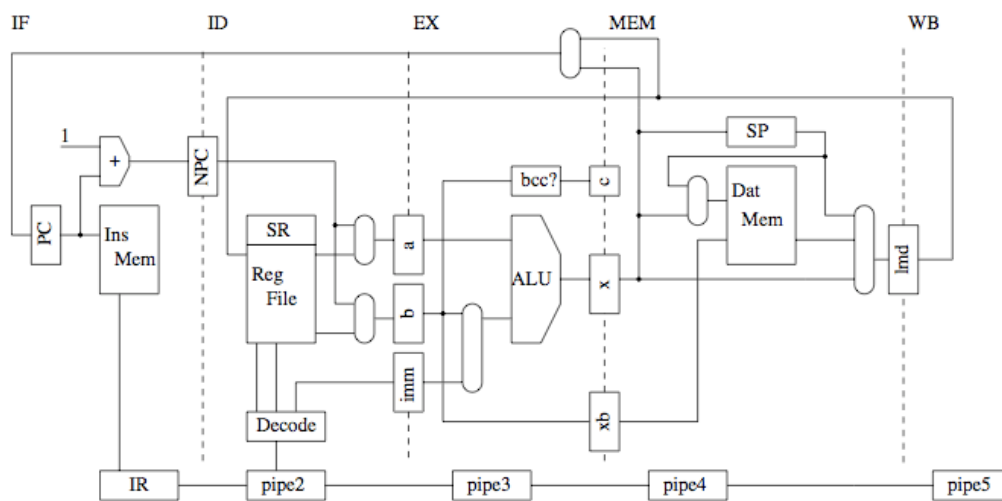 IF
ID
EX
MEM
WB
1
+
NPC
SP
bcc?
c
Dat
Mem
PC
Ins
Mem
SR
Reg
File
a
b
imm
ALU
x
xb
lmd
Decode
IR
pipe2
pipe3
pipe4
pipe5